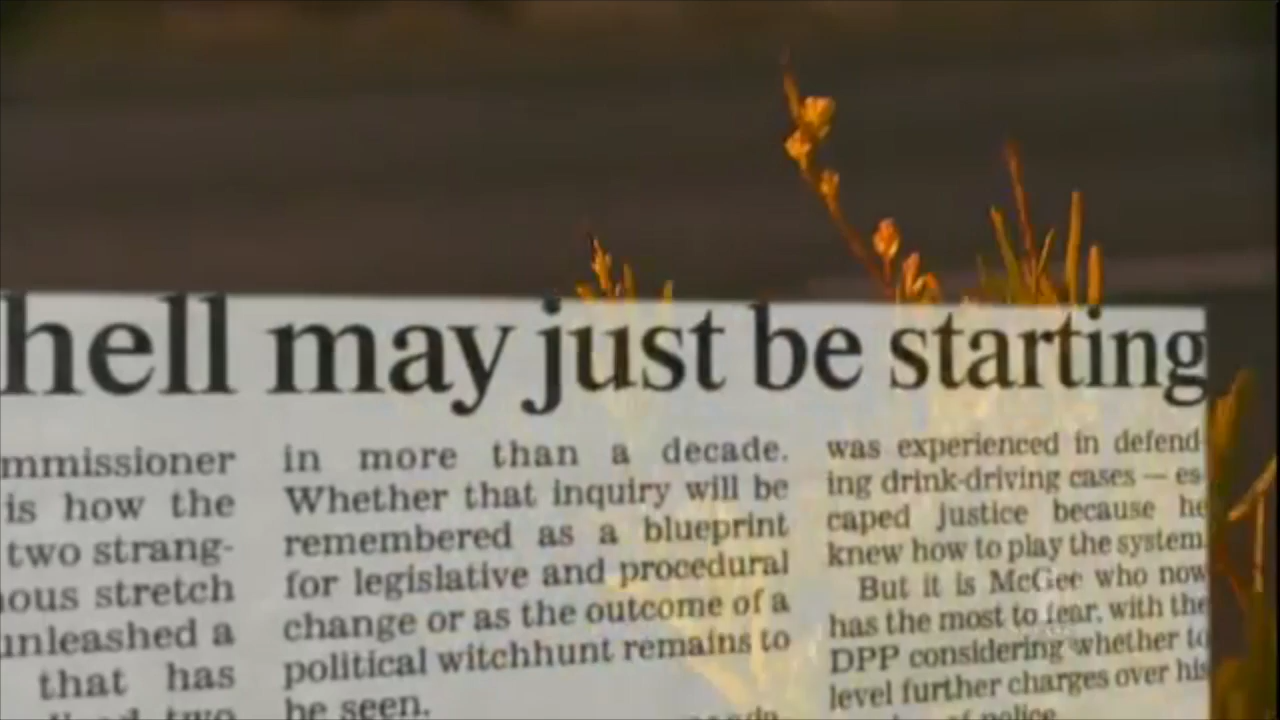 hell may just be starting
mmissioner
is how the
two strang-
ous stretch
unleashed a
that has
two
in more than a decade.
Whether that inquiry will be
remembered as a blueprint
for legislative and procedural
change or as the outcome of a
political witchhunt remains to
be seen.
was experienced in defend-
ing drink-driving cases — es-
caped justice because he
knew how to play the system.
But it is McGee who now
has the most to fear, with the
DPP considering whether to
level further charges over his
of police